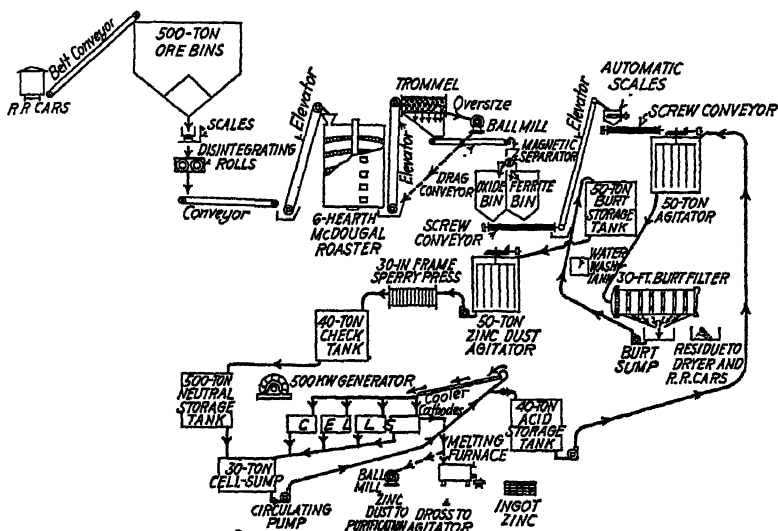 Belt Conveyor
500-TON
ORE BINS
R.R CARS
SCALES
DISINTEGRATING
ROLLS
Conveyor
Elevator
6-HEARTH
McDOUGAL
ROASTER
TROMMEL
Elevator
Oversize
BALL MILL
MAGNETIC
SEPARATOR
DRAG
CONVEYOR
OXIDE
BIN
FERRITE
BIN
SCREW
CONVEYOR
Elevator
AUTOMATIC
SCALES
SCREW CONVEYOR
50-TON
AGITATOR
50-TON
BURT
STORAGE
TANK
WATER
WASH
TANK
30-FT. BURT FILTER
BURT
SUMP
RESIDUE TO
DRYER AND
R.R. CARS
50-TON
ZINC DUST
AGITATOR
30-IN FRAME
SPERRY PRESS
40-TON
CHECK
TANK
500-TON
NEUTRAL
STORAGE
TANK
500 KW GENERATOR
C E L L S
Cooler
Cathodes
40-TON
ACID
STORAGE
TANK
30-TON
CELL-SUMP
CIRCULATING
PUMP
MELTING
FURNACE
BALL
MILL
ZINC
DUST TO
PURIFICATION
DROSS TO
AGITATOR
INGOT
ZINC